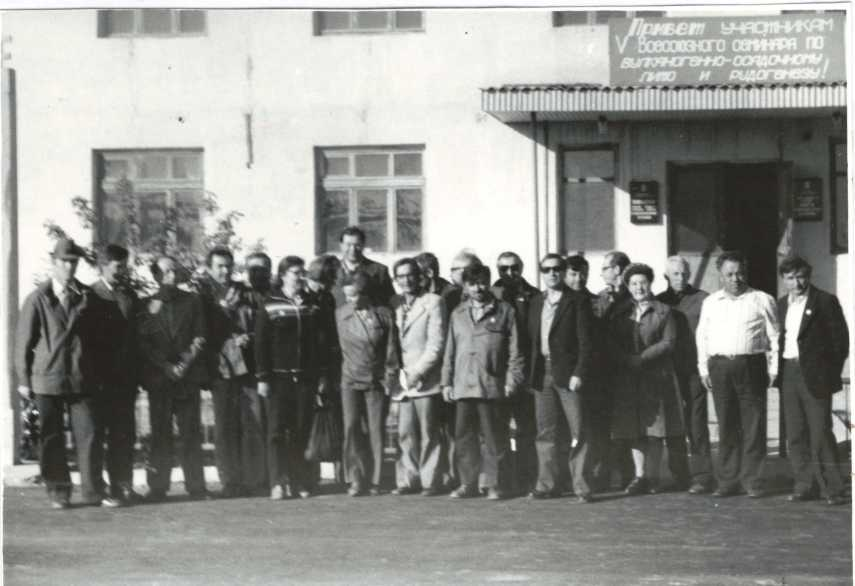 Привет участникам
V Всесоюзного семинара по
вулканогенно-осадочному
лито и рудогенезу!